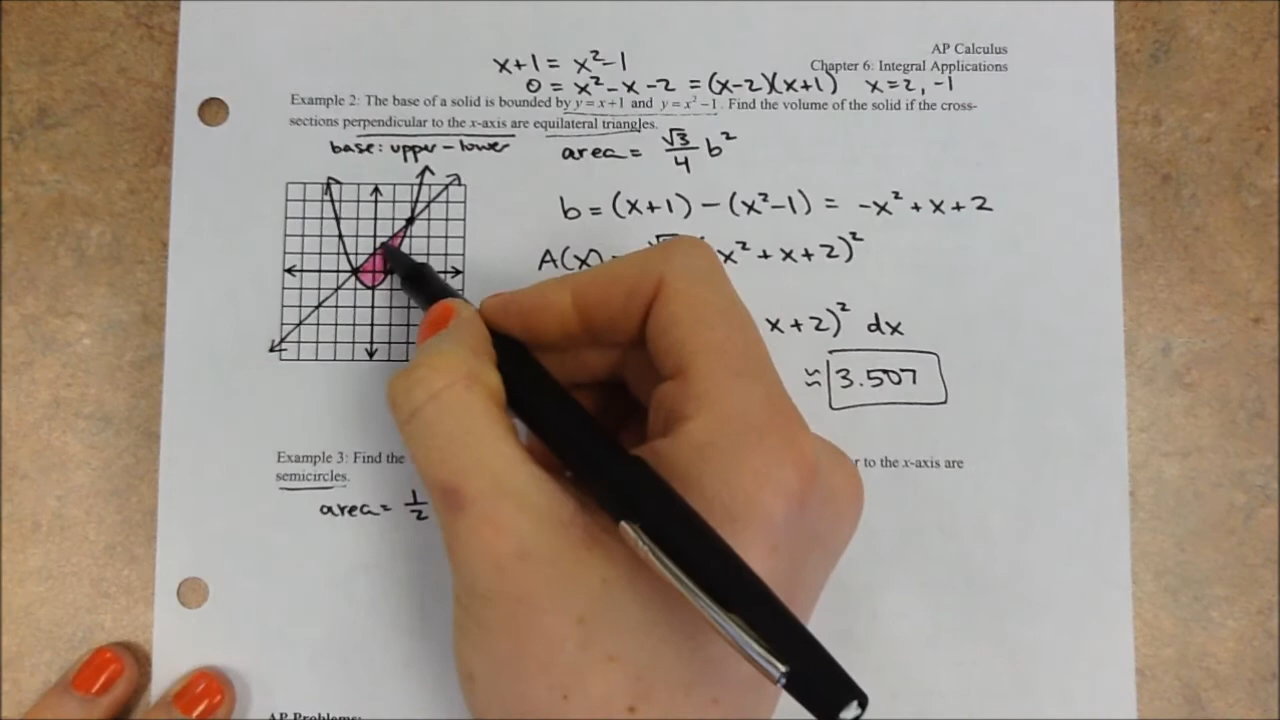 AP Calculus
Chapter 6: Integral Applications
x+1 = x²-1
0 = x²-x-2 = (x-2)(x+1) x=2, -1
Example 2: The base of a solid is bounded by y = x+1 and y = x² -1. Find the volume of the solid if the cross-
sections perpendicular to the x-axis are equilateral triangles.
base: upper-lower
area = √3/4 b²
b = (x+1) - (x²-1) = -x²+x+2
A(x) x²+x+2)²
x+2)² dx
≈ 3.507
Example 3: Find the r to the x-axis are
semicircles.
area = 1/2
AP Problems: